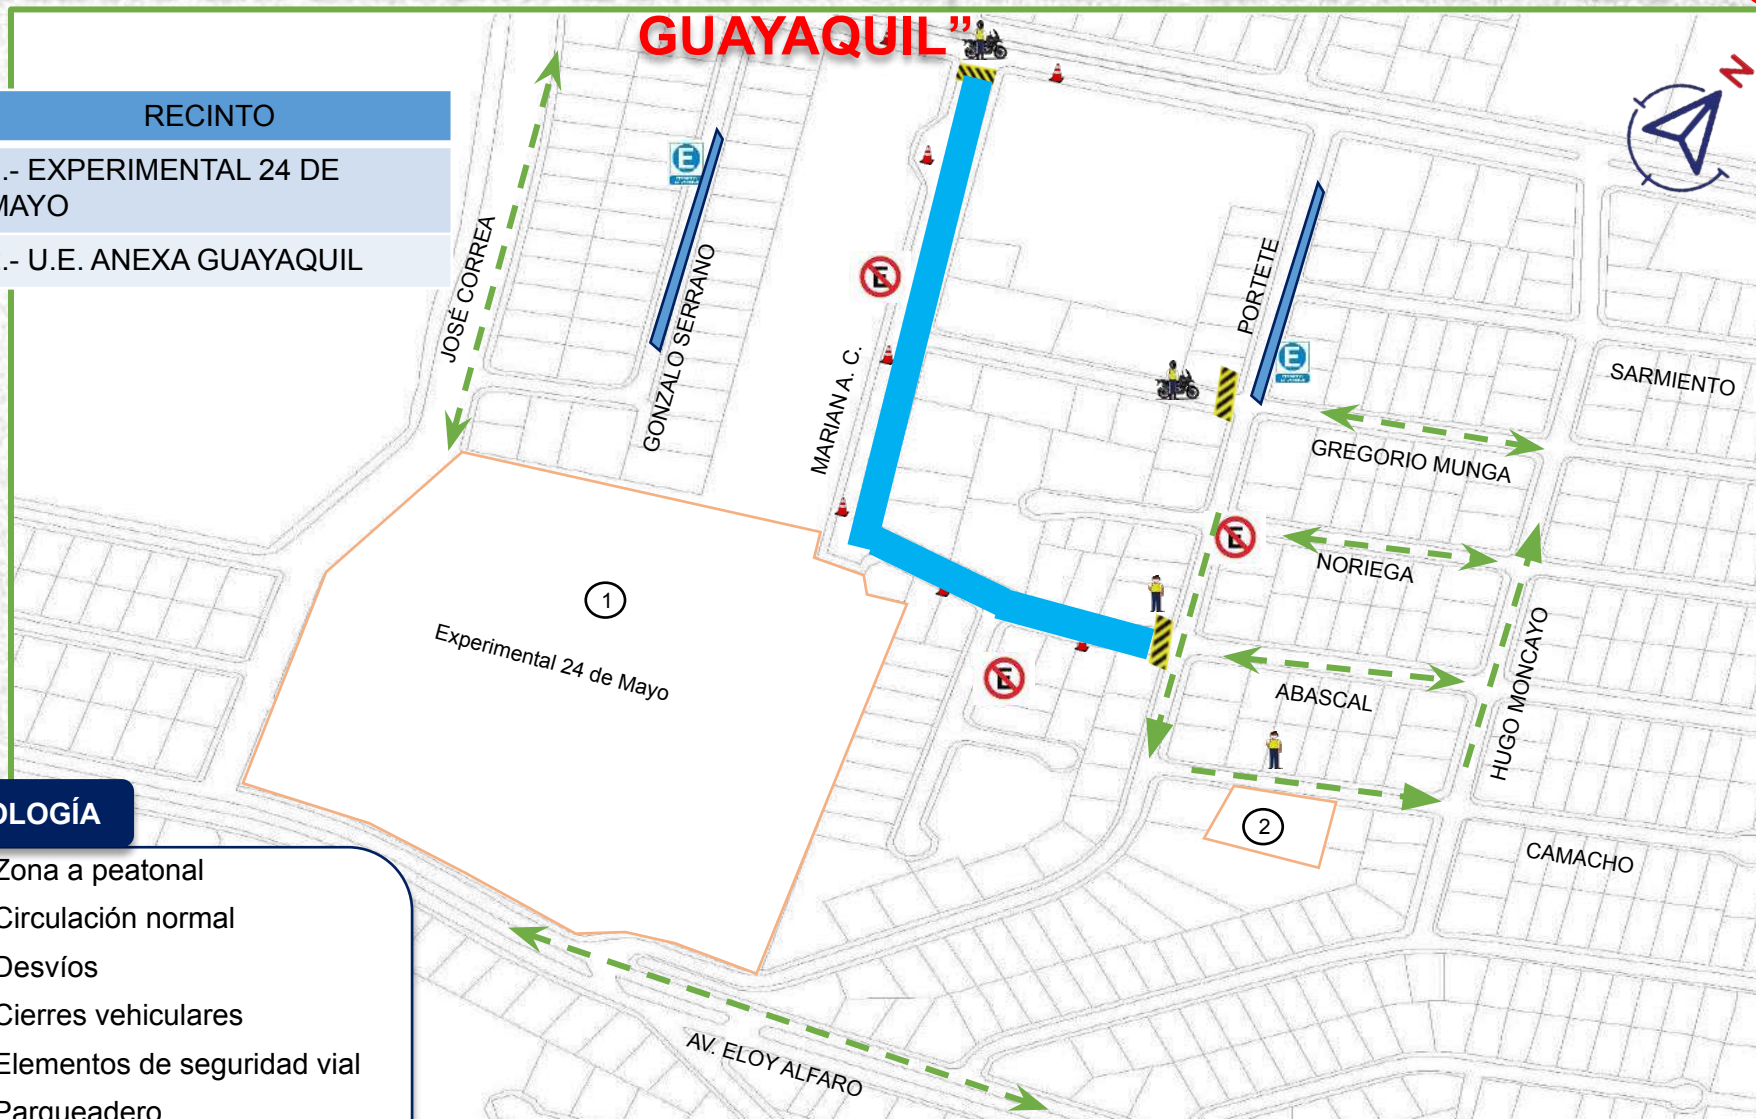 GUAYAQUIL”
N
RECINTO
.- EXPERIMENTAL 24 DE
MAYO
.- U.E. ANEXA GUAYAQUIL
JOSÉ CORREA
GONZALO SERRANO
MARIAN A. C.
PORTETE
SARMIENTO
GREGORIO MUNGA
NORIEGA
ABASCAL
HUGO MONCAYO
CAMACHO
AV. ELOY ALFARO
E
E
E
E
E
1
Experimental 24 de Mayo
2
OLOGÍA
Zona a peatonal
Circulación normal
Desvíos
Cierres vehiculares
Elementos de seguridad vial
Parqueadero